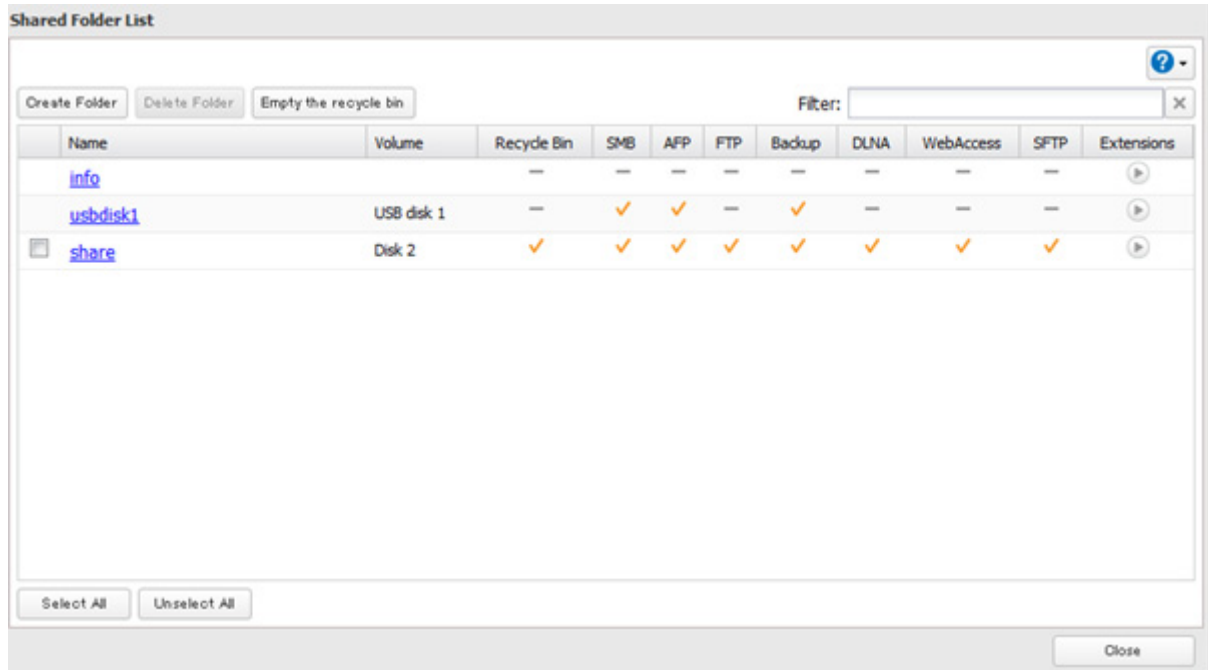 Shared Folder List
?
Create Folder Delete Folder Empty the recycle bin Filter:
Name Volume Recycle Bin SMB AFP FTP Backup DLNA WebAccess SFTP Extensions
info
usbdisk1 USB disk 1
share Disk 2
Select All Unselect All
Close